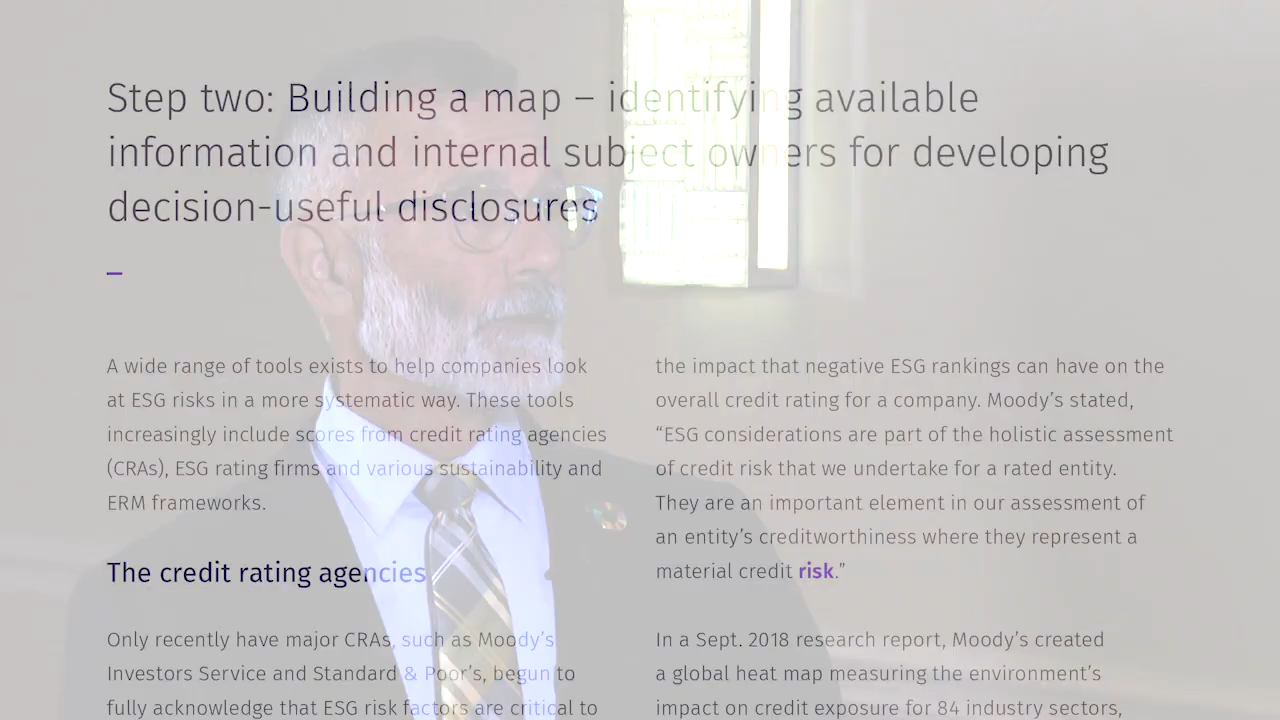 Step two: Building a map – identifying available
information and internal subject owners for developing
decision-useful disclosures
A wide range of tools exists to help companies look
at ESG risks in a more systematic way. These tools
increasingly include scores from credit rating agencies
(CRAs), ESG rating firms and various sustainability and
ERM frameworks.
The credit rating agencies
Only recently have major CRAs, such as Moody’s
Investors Service and Standard & Poor’s, begun to
fully acknowledge that ESG risk factors are critical to
the impact that negative ESG rankings can have on the
overall credit rating for a company. Moody’s stated,
“ESG considerations are part of the holistic assessment
of credit risk that we undertake for a rated entity.
They are an important element in our assessment of
an entity’s creditworthiness where they represent a
material credit risk.”
In a Sept. 2018 research report, Moody’s created
a global heat map measuring the environment’s
impact on credit exposure for 84 industry sectors,